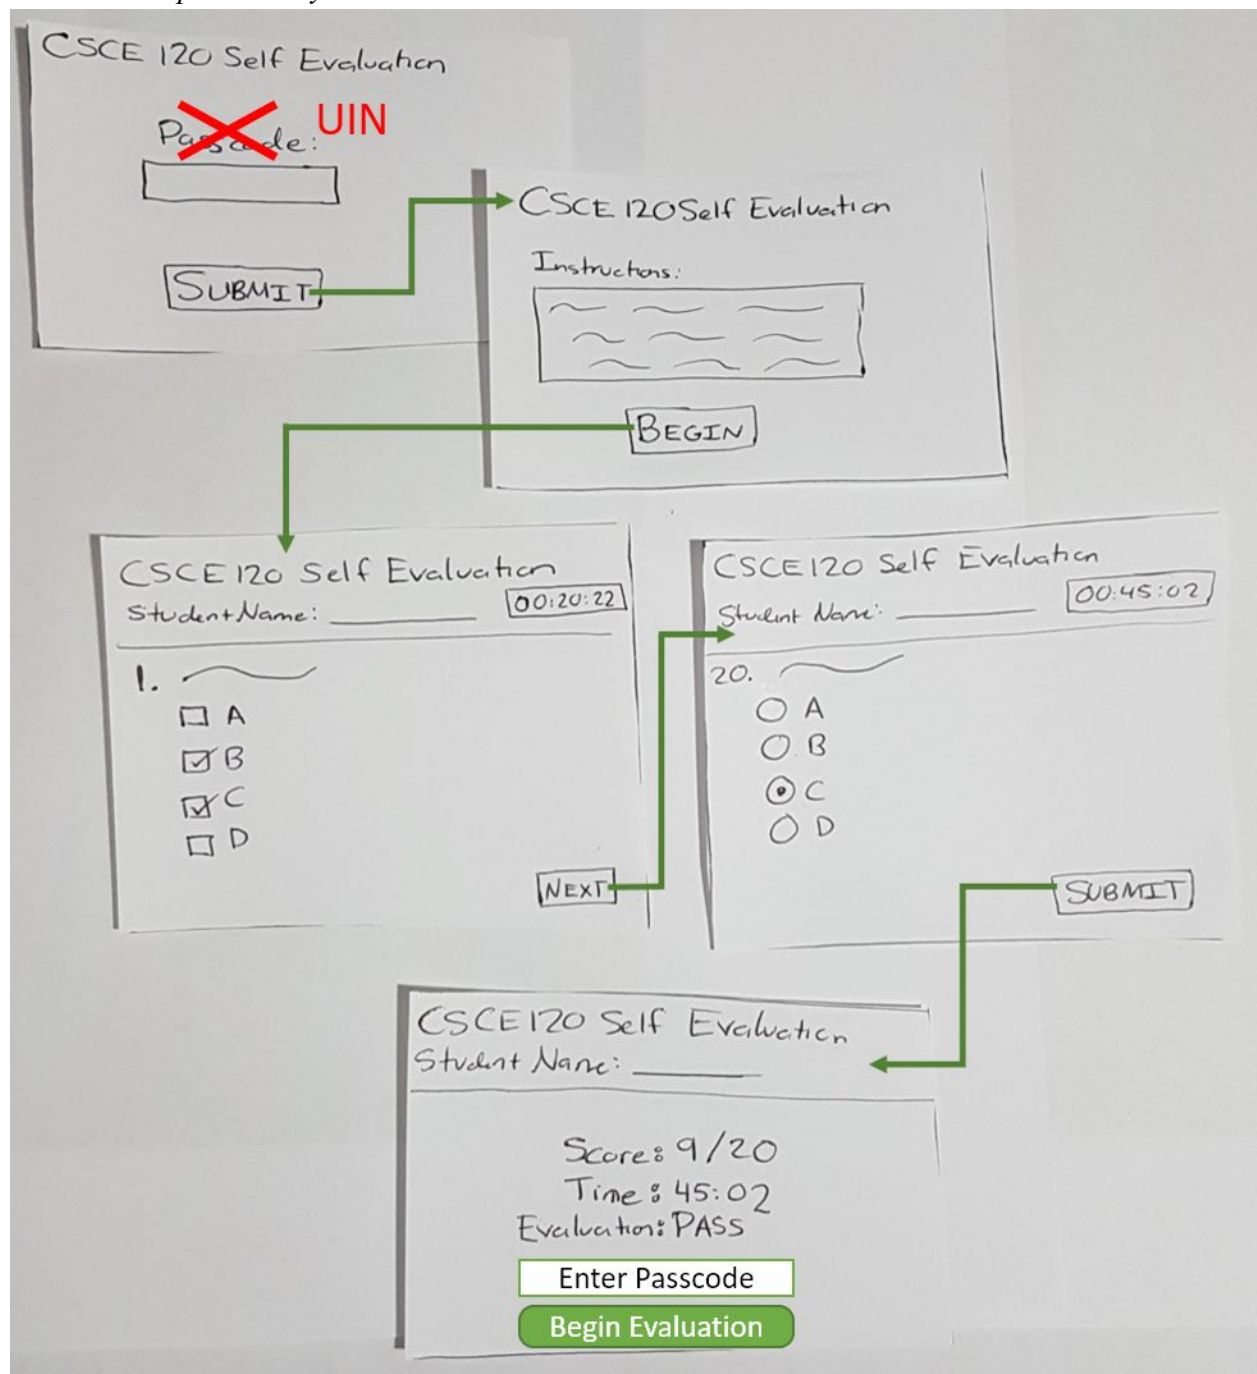 CSCE 120 Self Evaluation
Passcode: UIN
SUBMIT
CSCE 120 Self Evaluation
Instructions:
BEGIN
CSCE 120 Self Evaluation
Student Name: 00:20:22
1.
A
B
C
D
NEXT
CSCE 120 Self Evaluation
Student Name: 00:45:02
20.
A
B
C
D
SUBMIT
CSCE 120 Self Evaluation
Student Name:
Score: 9/20
Time: 45:02
Evaluation: PASS
Enter Passcode
Begin Evaluation